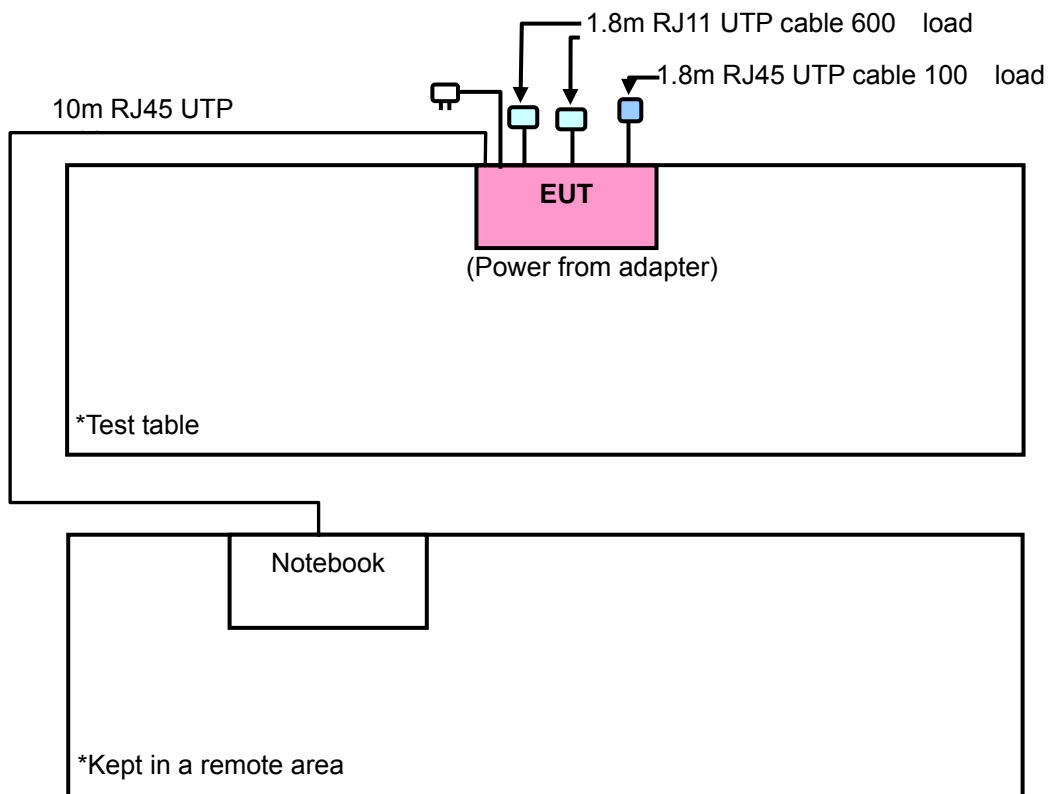 1.8m RJ11 UTP cable 600 load
1.8m RJ45 UTP cable 100 load
10m RJ45 UTP
EUT
(Power from adapter)
*Test table
Notebook
*Kept in a remote area